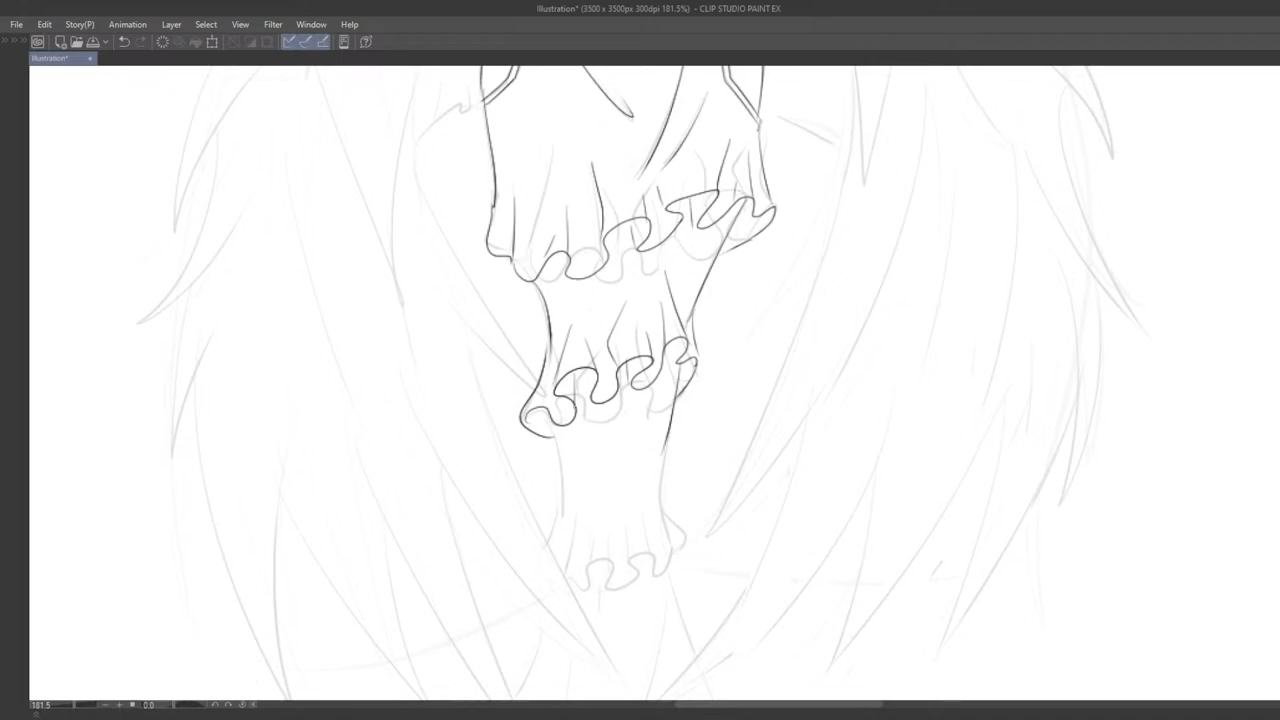 Illustration* (3500 x 3500px 300dpi 181.5%) - CLIP STUDIO PAINT EX
File Edit Story(P) Animation Layer Select View Filter Window Help
Illustration*
181.5 0.0